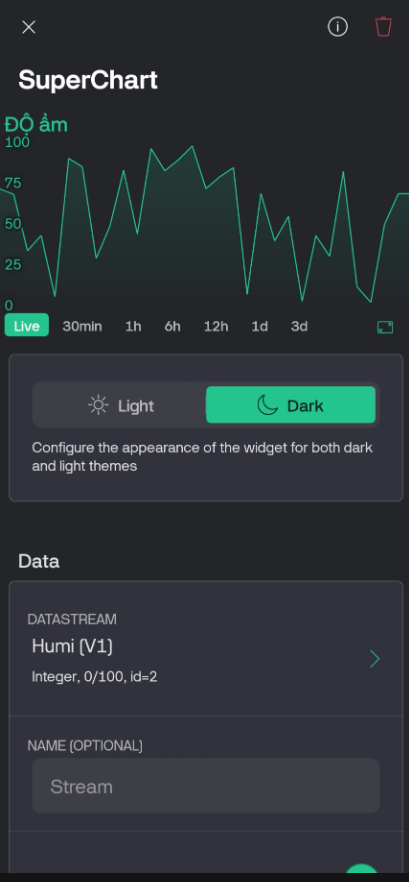 SuperChart
ĐỘ ẩm
100
75
50
25
0
Live 30min 1h 6h 12h 1d 3d
Light Dark
Configure the appearance of the widget for both dark
and light themes
Data
DATASTREAM
Humi (V1)
Integer, 0/100, id=2
NAME (OPTIONAL)
Stream